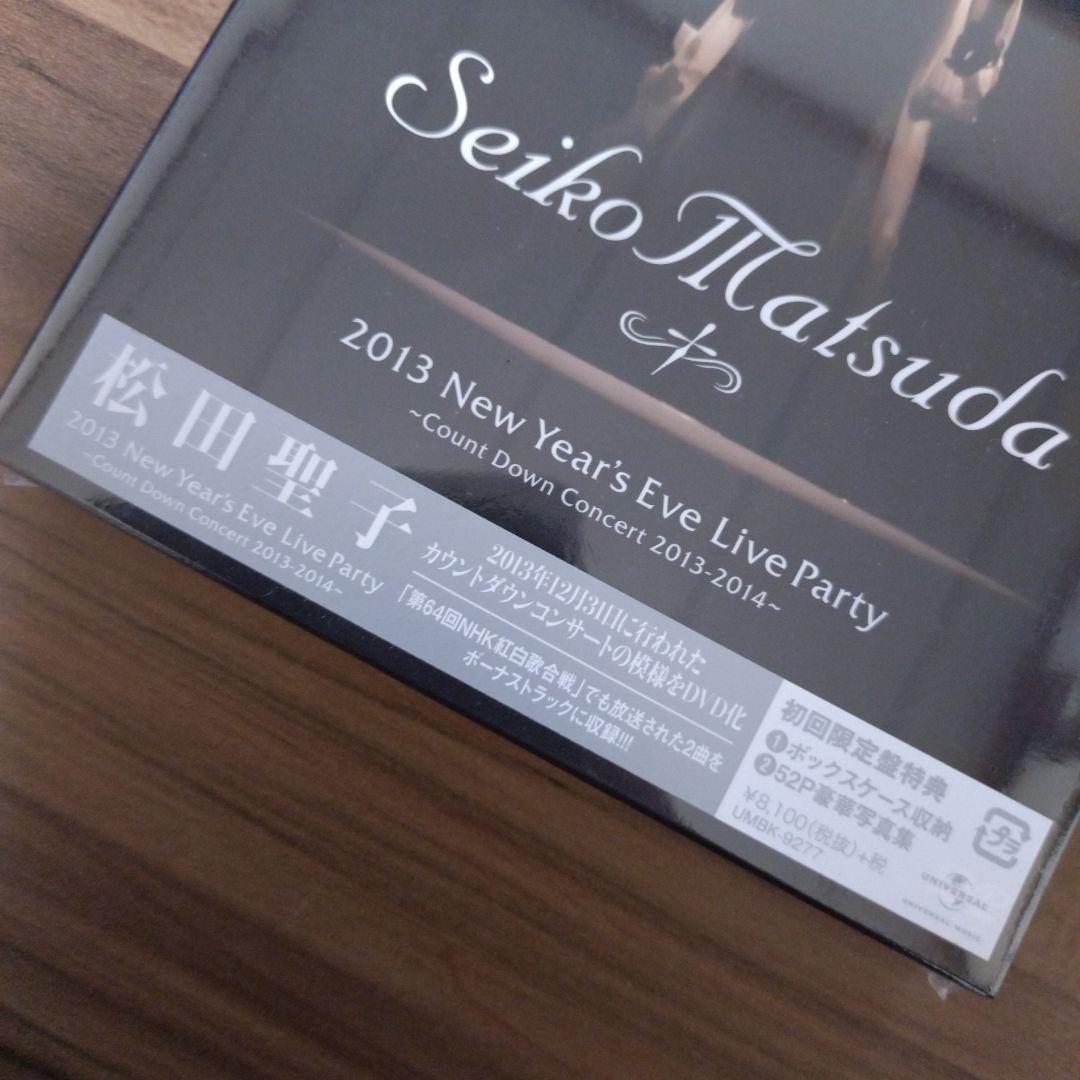 Seiko Matsuda
2013 New Year's Eve Live Party
~Count Down Concert 2013-2014~
松田聖子
2013 New Year's Eve Live Party
~Count Down Concert 2013-2014~
2013年12月31日に行われた
カウントダウンコンサートの模様をDVD化
「第64回NHK紅白歌合戦」でも放送された2曲を
ボーナストラックに収録!!!
初回限定盤特典
❶ボックスケース収納
❷52P豪華写真集
¥8,100(税抜)+税
UMBK-9277
プラ
UNIVERSAL
UNIVERSAL MUSIC